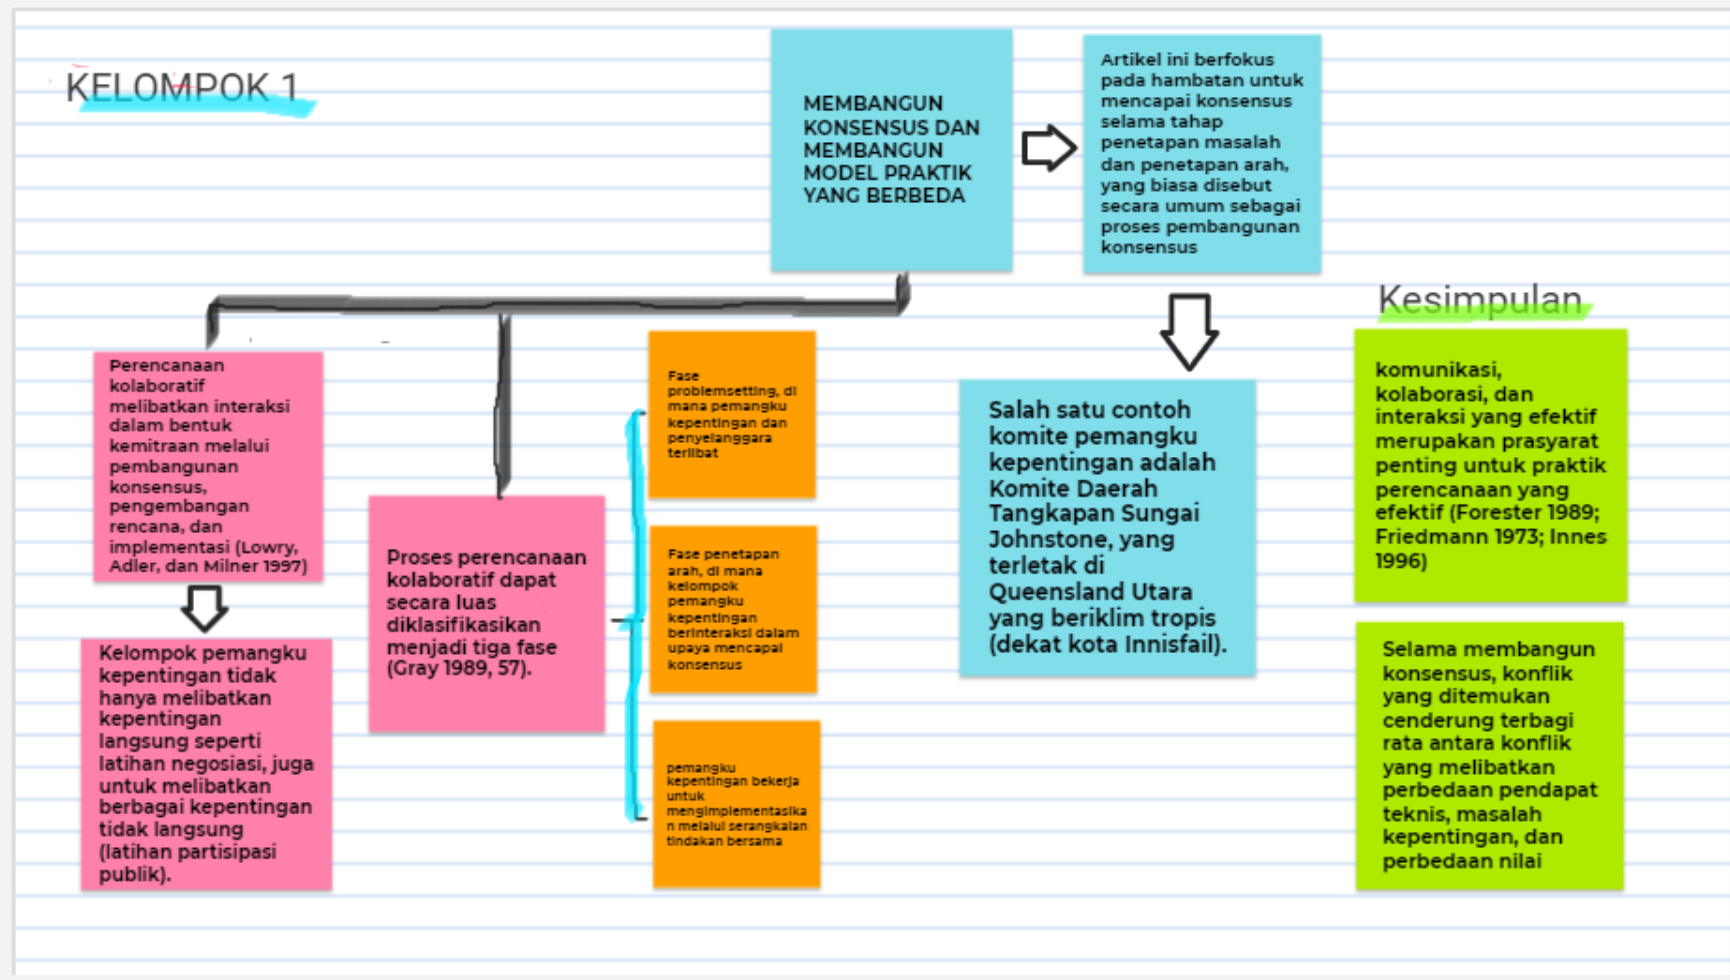 KELOMPOK 1
MEMBANGUN
KONSENSUS DAN
MEMBANGUN
MODEL PRAKTIK
YANG BERBEDA
Artikel ini berfokus
pada hambatan untuk
mencapai konsensus
selama tahap
penetapan masalah
dan penetapan arah,
yang biasa disebut
secara umum sebagai
proses pembangunan
konsensus
Perencanaan
kolaboratif
melibatkan interaksi
dalam bentuk
kemitraan melalui
pembangunan
konsensus,
pengembangan
rencana, dan
implementasi (Lowry,
Adler, dan Milner 1997)
Kelompok pemangku
kepentingan tidak
hanya melibatkan
kepentingan
langsung seperti
latihan negosiasi, juga
untuk melibatkan
berbagai kepentingan
tidak langsung
(latihan partisipasi
publik).
Proses perencanaan
kolaboratif dapat
secara luas
diklasifikasikan
menjadi tiga fase
(Gray 1989, 57).
Fase
problemsetting, di
mana pemangku
kepentingan dan
penyelanggara
terlibat
Fase penetapan
arah, di mana
kelompok
pemangku
kepentingan
berinteraksi dalam
upaya mencapai
konsensus
pemangku
kepentingan bekerja
untuk
mengimplementasika
n melalui serangkaian
tindakan bersama
Salah satu contoh
komite pemangku
kepentingan adalah
Komite Daerah
Tangkapan Sungai
Johnstone, yang
terletak di
Queensland Utara
yang beriklim tropis
(dekat kota Innisfail).
Kesimpulan
komunikasi,
kolaborasi, dan
interaksi yang efektif
merupakan prasyarat
penting untuk praktik
perencanaan yang
efektif (Forester 1989;
Friedmann 1973; Innes
1996)
Selama membangun
konsensus, konflik
yang ditemukan
cenderung terbagi
rata antara konflik
yang melibatkan
perbedaan pendapat
teknis, masalah
kepentingan, dan
perbedaan nilai